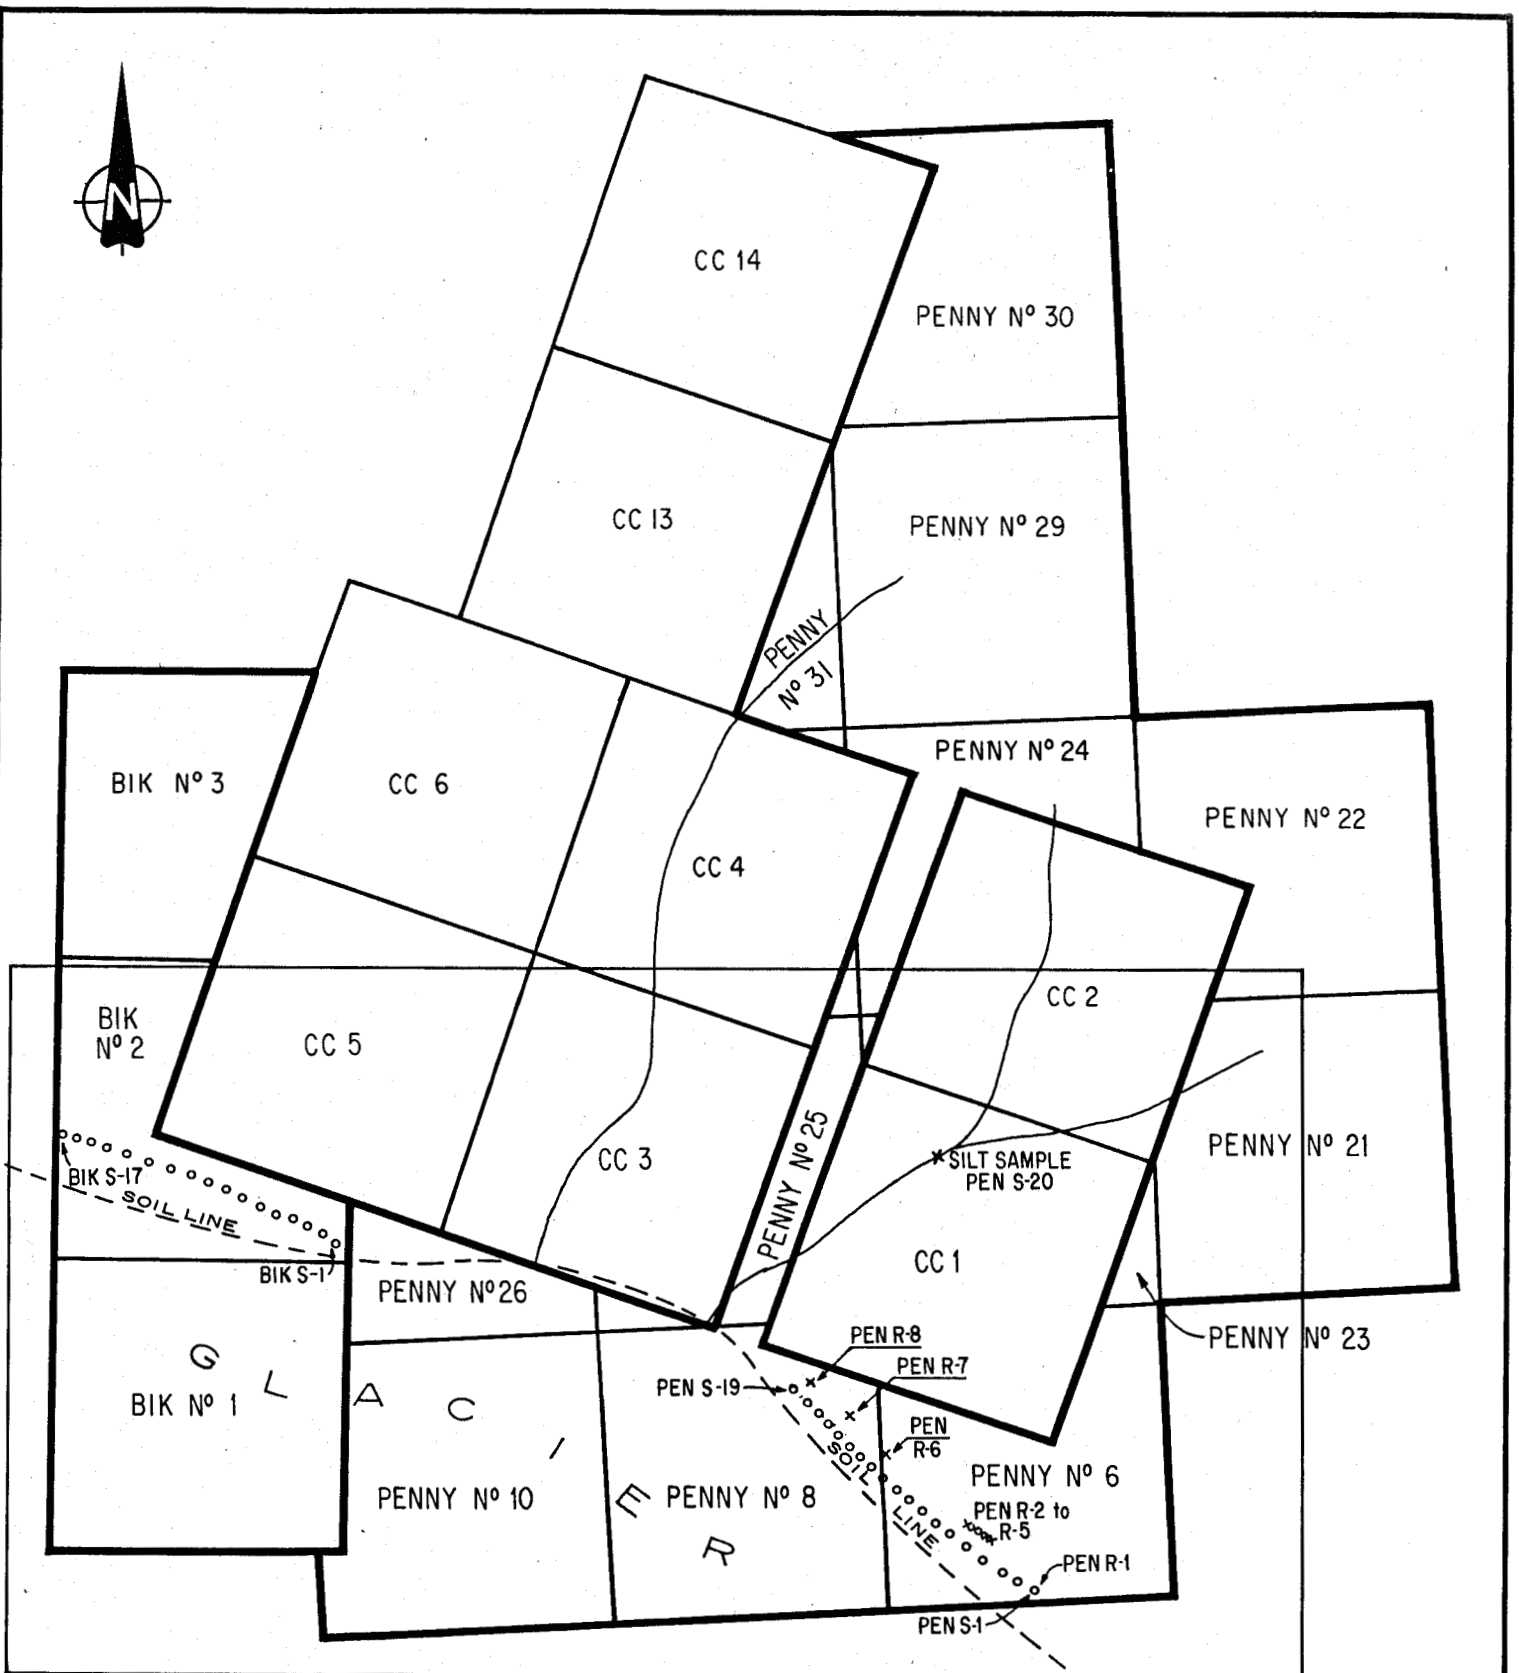 N
CC 14
PENNY Nº 30
CC 13
PENNY Nº 29
PENNY
Nº 31
PENNY Nº 24
BIK Nº 3
CC 6
PENNY Nº 22
CC 4
CC 2
BIK
Nº 2
CC 5
PENNY Nº 25
PENNY Nº 21
CC 3
SILT SAMPLE
PEN S-20
BIK S-17
SOIL LINE
BIK S-1
CC 1
PENNY Nº 26
PENNY Nº 23
PEN R-8
PEN R-7
PEN S-19
GLACIER
BIK Nº 1
PEN
R-6
SOIL LINE
PENNY Nº 6
PENNY Nº 10
PENNY Nº 8
PEN R-2 to
R-5
PEN R-1
PEN S-1